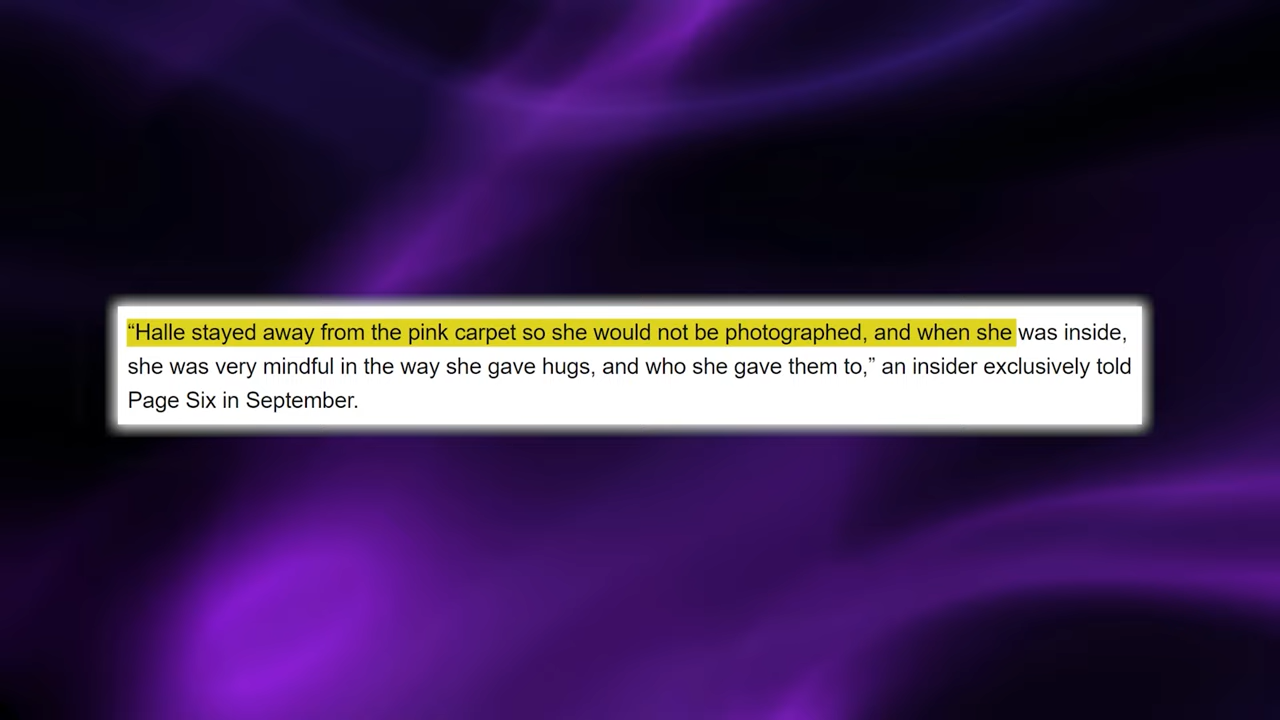 “Halle stayed away from the pink carpet so she would not be photographed, and when she was inside,
she was very mindful in the way she gave hugs, and who she gave them to,” an insider exclusively told
Page Six in September.